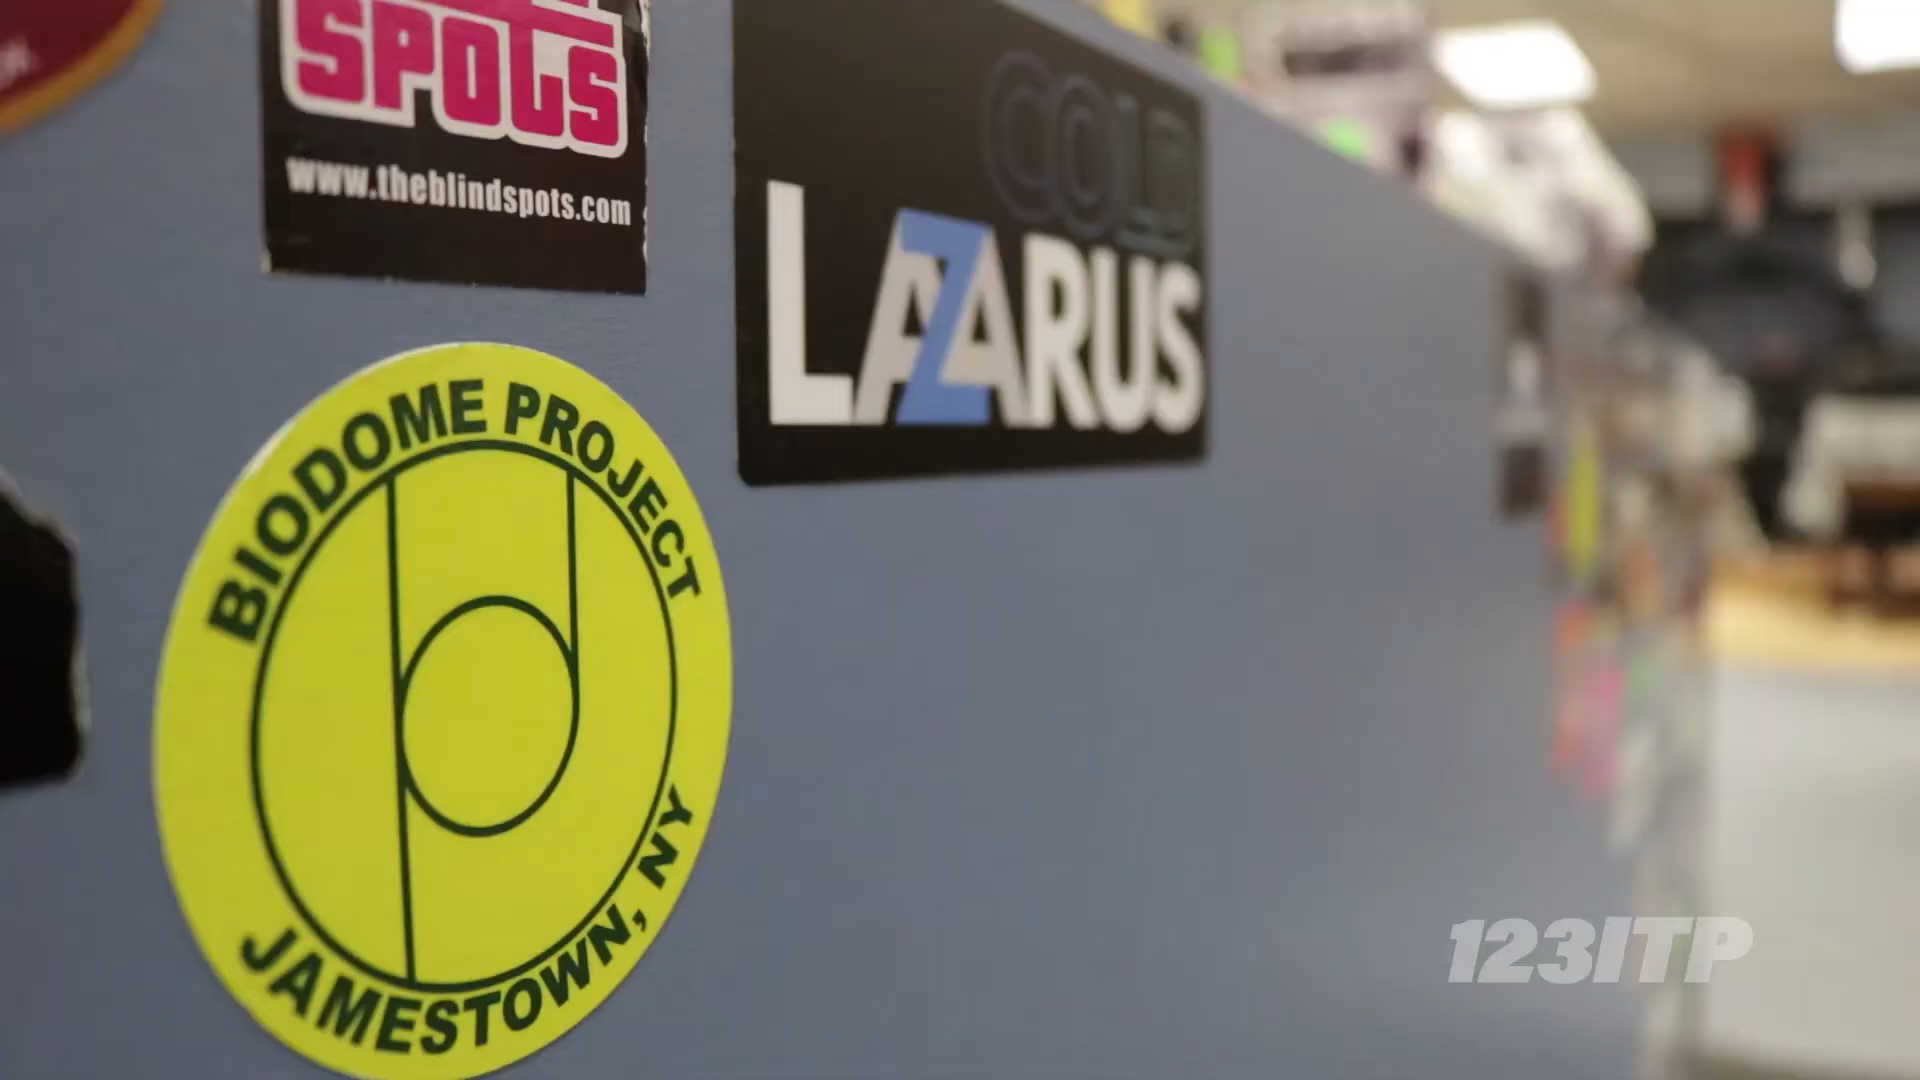 SPOTS
www.theblindspots.com
COLD
LAZARUS
BIODOME PROJECT
JAMESTOWN, NY
123ITP